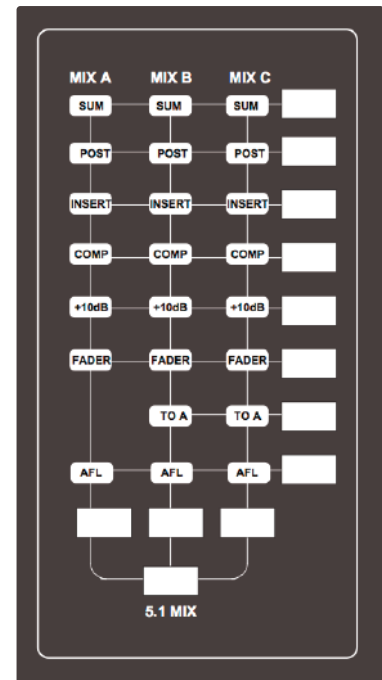 MIX A MIX B MIX C
SUM SUM SUM
POST POST POST
INSERT INSERT INSERT
COMP COMP COMP
+10dB +10dB +10dB
FADER FADER FADER
TO A TO A
AFL AFL AFL
5.1 MIX